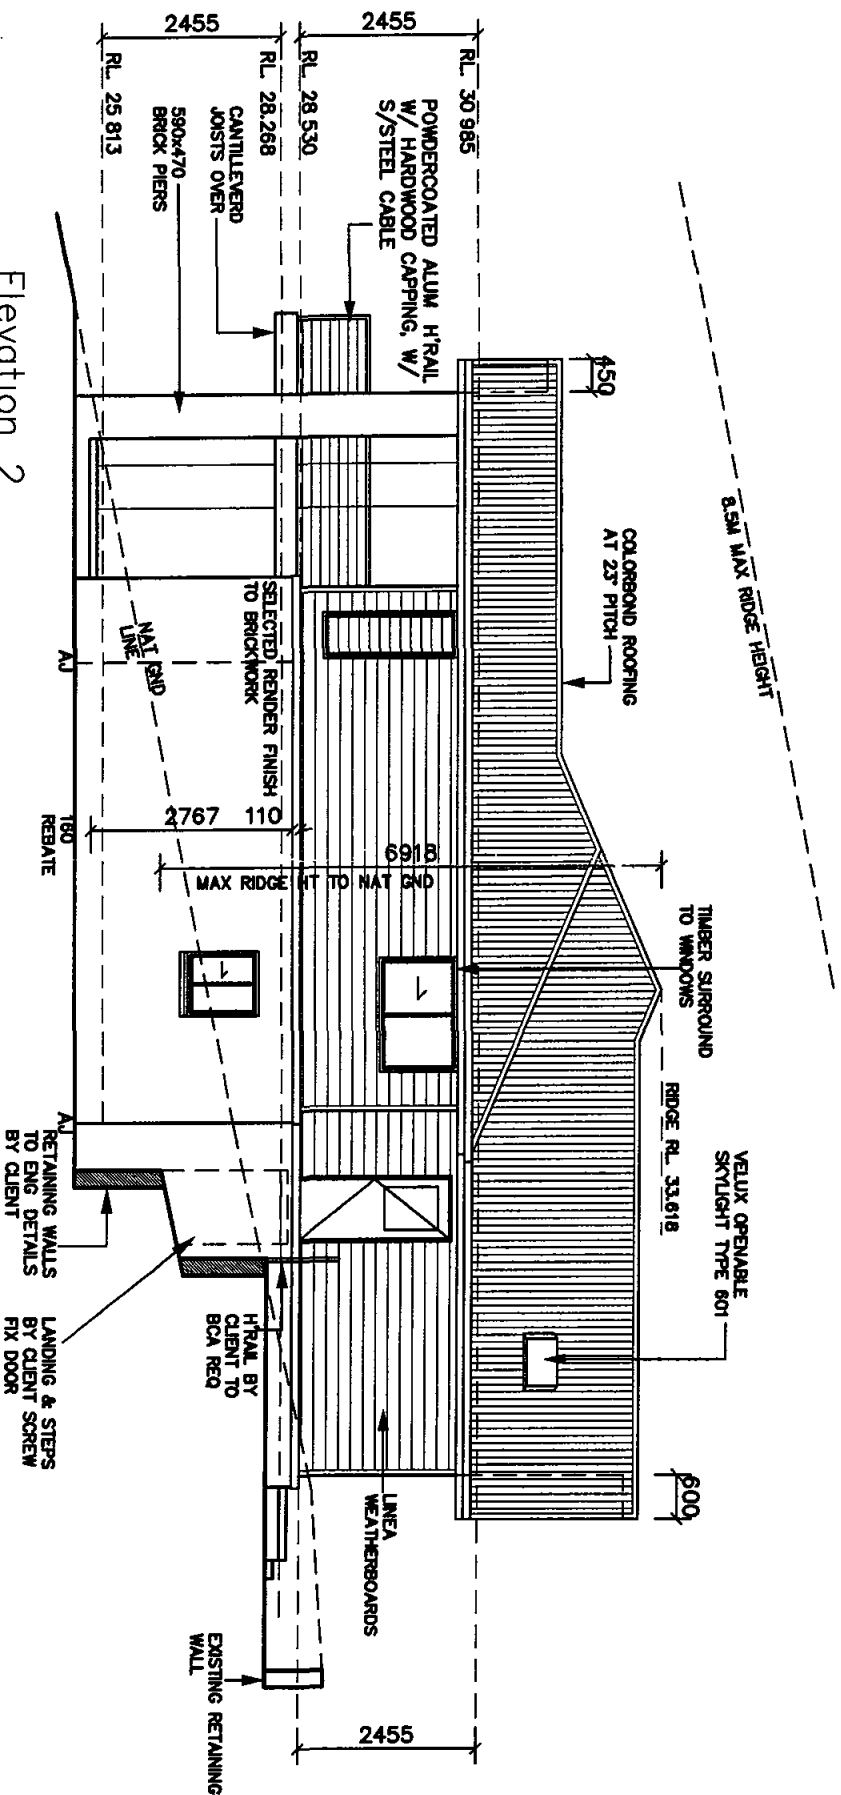 8.5M MAX RIDGE HEIGHT
VELUX OPENABLE
SKYLIGHT TYPE 601
TIMBER SURROUND
TO WINDOWS
RIDGE RL. 33.618
COLORBOND ROOFING
AT 23° PITCH
450
600
POWDERCOATED ALUM H'RAIL
W/ HARDWOOD CAPPING, W/
S/STEEL CABLE
RL. 30 985
2455
2455
RL. 28 530
RL. 28.268
2455
RL. 25 813
CANTILLEVERD
JOISTS OVER
590x470
BRICK PIERS
6918
MAX RIDGE HT TO NAT GND
1
LINEA
WEATHERBOARDS
SELECTED RENDER FINISH
TO BRICKWORK
110
2767
1
NAT GND
LINE
H'RAIL BY
CLIENT TO
BCA REQ
EXISTING RETAINING
WALL
AJ
160
REBATE
AJ
RETAINING WALLS
TO ENG DETAILS
BY CLIENT
LANDING & STEPS
BY CLIENT SCREW
FIX DOOR
Elevation 2